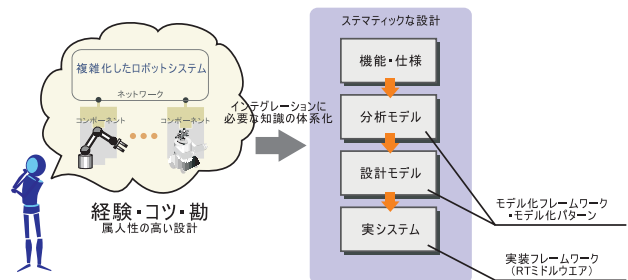 複雑化したロボットシステム
ネットワーク
コンポーネント
コンポーネント
経験・コツ・勘
属人性の高い設計
インテグレーションに
必要な知識の体系化
ステマティックな設計
機能・仕様
分析モデル
設計モデル
実システム
モデル化フレームワーク
・モデル化パターン
実装フレームワーク
(RTミドルウエア)